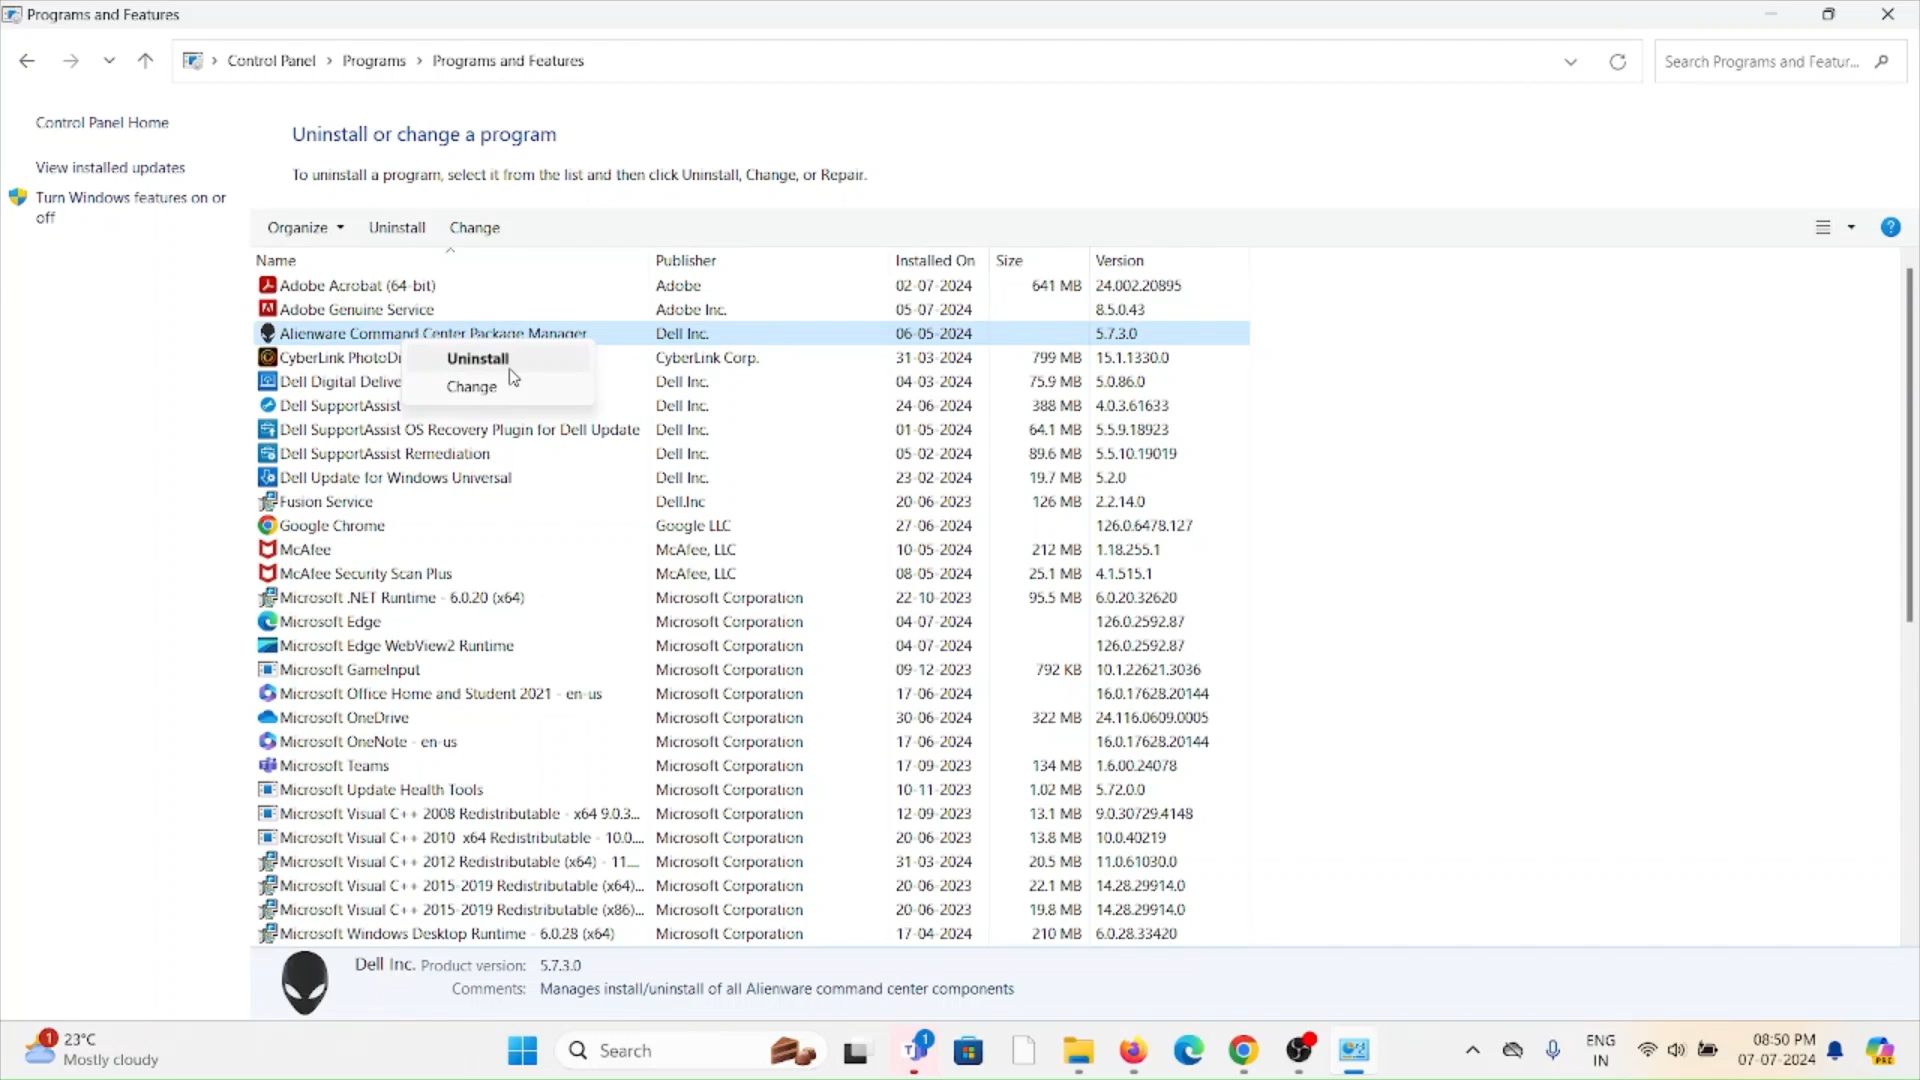 Programs and Features
Control Panel > Programs > Programs and Features
Search Programs and Featur...
Control Panel Home
View installed updates
Turn Windows features on or
off
Uninstall or change a program
To uninstall a program, select it from the list and then click Uninstall, Change, or Repair.
Organize Uninstall Change
Name Publisher Installed On Size Version
Adobe Acrobat (64-bit) Adobe 02-07-2024 641 MB 24.002.20895
Adobe Genuine Service Adobe Inc. 05-07-2024 8.5.0.43
Alienware Command Center Package Manager Dell Inc. 06-05-2024 5.7.3.0
CyberLink PhotoDi CyberLink Corp. 31-03-2024 799 MB 15.1.1330.0
Uninstall
Dell Digital Delive Dell Inc. 04-03-2024 75.9 MB 5.0.86.0
Change
Dell SupportAssist Dell Inc. 24-06-2024 388 MB 4.0.3.61633
Dell SupportAssist OS Recovery Plugin for Dell Update Dell Inc. 01-05-2024 64.1 MB 5.5.9.18923
Dell SupportAssist Remediation Dell Inc. 05-02-2024 89.6 MB 5.5.10.19019
Dell Update for Windows Universal Dell Inc. 23-02-2024 19.7 MB 5.2.0
Fusion Service Dell.Inc 20-06-2023 126 MB 2.2.14.0
Google Chrome Google LLC 27-06-2024 126.0.6478.127
McAfee McAfee, LLC 10-05-2024 212 MB 1.18.255.1
McAfee Security Scan Plus McAfee, LLC 08-05-2024 25.1 MB 4.1.515.1
Microsoft .NET Runtime - 6.0.20 (x64) Microsoft Corporation 22-10-2023 95.5 MB 6.0.20.32620
Microsoft Edge Microsoft Corporation 04-07-2024 126.0.2592.87
Microsoft Edge WebView2 Runtime Microsoft Corporation 04-07-2024 126.0.2592.87
Microsoft GameInput Microsoft Corporation 09-12-2023 792 KB 10.1.22621.3036
Microsoft Office Home and Student 2021 - en-us Microsoft Corporation 17-06-2024 16.0.17628.20144
Microsoft OneDrive Microsoft Corporation 30-06-2024 322 MB 24.116.0609.0005
Microsoft OneNote - en-us Microsoft Corporation 17-06-2024 16.0.17628.20144
Microsoft Teams Microsoft Corporation 17-09-2023 134 MB 1.6.00.24078
Microsoft Update Health Tools Microsoft Corporation 10-11-2023 1.02 MB 5.72.0.0
Microsoft Visual C++ 2008 Redistributable - x64 9.0.3... Microsoft Corporation 12-09-2023 13.1 MB 9.0.30729.4148
Microsoft Visual C++ 2010 x64 Redistributable - 10.0.... Microsoft Corporation 20-06-2023 13.8 MB 10.0.40219
Microsoft Visual C++ 2012 Redistributable (x64) - 11.... Microsoft Corporation 31-03-2024 20.5 MB 11.0.61030.0
Microsoft Visual C++ 2015-2019 Redistributable (x64)... Microsoft Corporation 20-06-2023 22.1 MB 14.28.29914.0
Microsoft Visual C++ 2015-2019 Redistributable (x86)... Microsoft Corporation 20-06-2023 19.8 MB 14.28.29914.0
Microsoft Windows Desktop Runtime - 6.0.28 (x64) Microsoft Corporation 17-04-2024 210 MB 6.0.28.33420
Dell Inc. Product version: 5.7.3.0
Comments: Manages install/uninstall of all Alienware command center components
1 23°C
Mostly cloudy
Search
1
ENG
IN
08:50 PM
07-07-2024
PRE